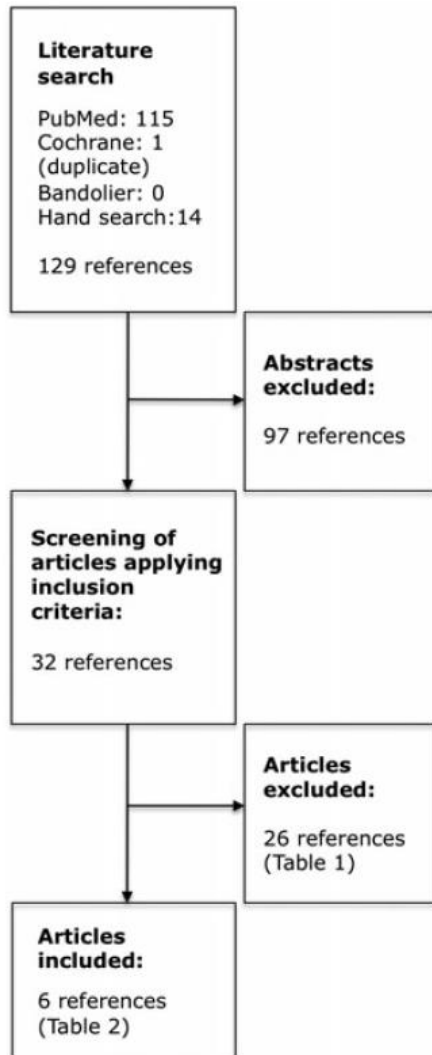 Literature
search
PubMed: 115
Cochrane: 1
(duplicate)
Bandolier: 0
Hand search:14
129 references
Abstracts
excluded:
97 references
Screening of
articles applying
inclusion
criteria:
32 references
Articles
excluded:
26 references
(Table 1)
Articles
included:
6 references
(Table 2)